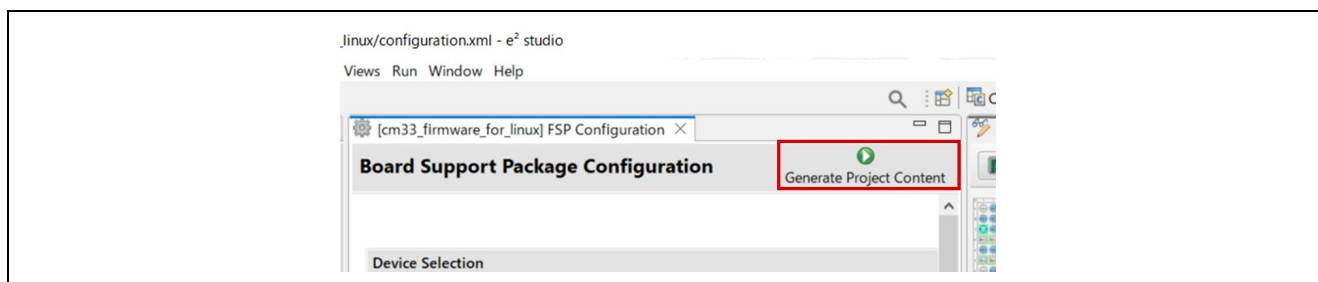 _linux/configuration.xml - e² studio
Views Run Window Help
[cm33_firmware_for_linux] FSP Configuration
Board Support Package Configuration
Generate Project Content
Device Selection